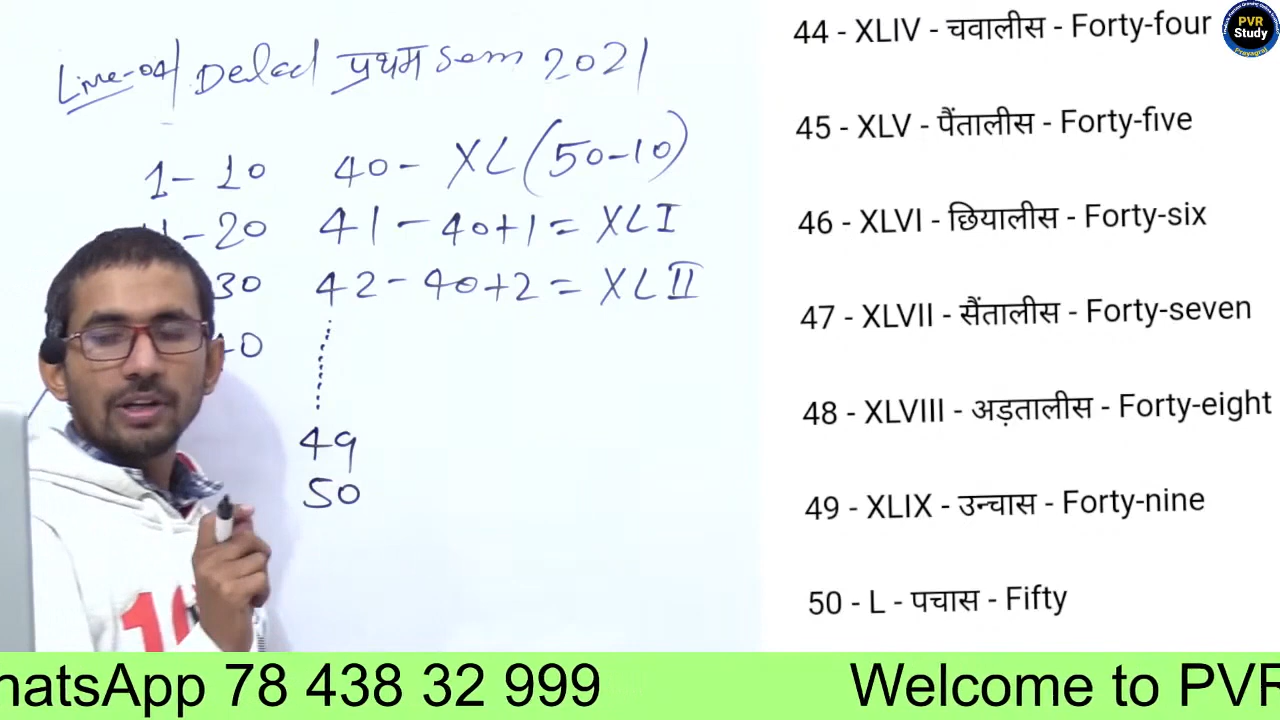 Live-04 Deled प्रथम Sem 2021
1 - 10
11 - 20
30
40
40 - XL (50-10)
41 - 40+1 = XLI
42 - 40+2 = XLII
49
50
44 - XLIV - चवालीस - Forty-four
45 - XLV - पैंतालीस - Forty-five
46 - XLVI - छियालीस - Forty-six
47 - XLVII - सैंतालीस - Forty-seven
48 - XLVIII - अड़तालीस - Forty-eight
49 - XLIX - उन्चास - Forty-nine
50 - L - पचास - Fifty
PVR
Study
Prayagraj
hatsApp 78 438 32 999
Welcome to PVR